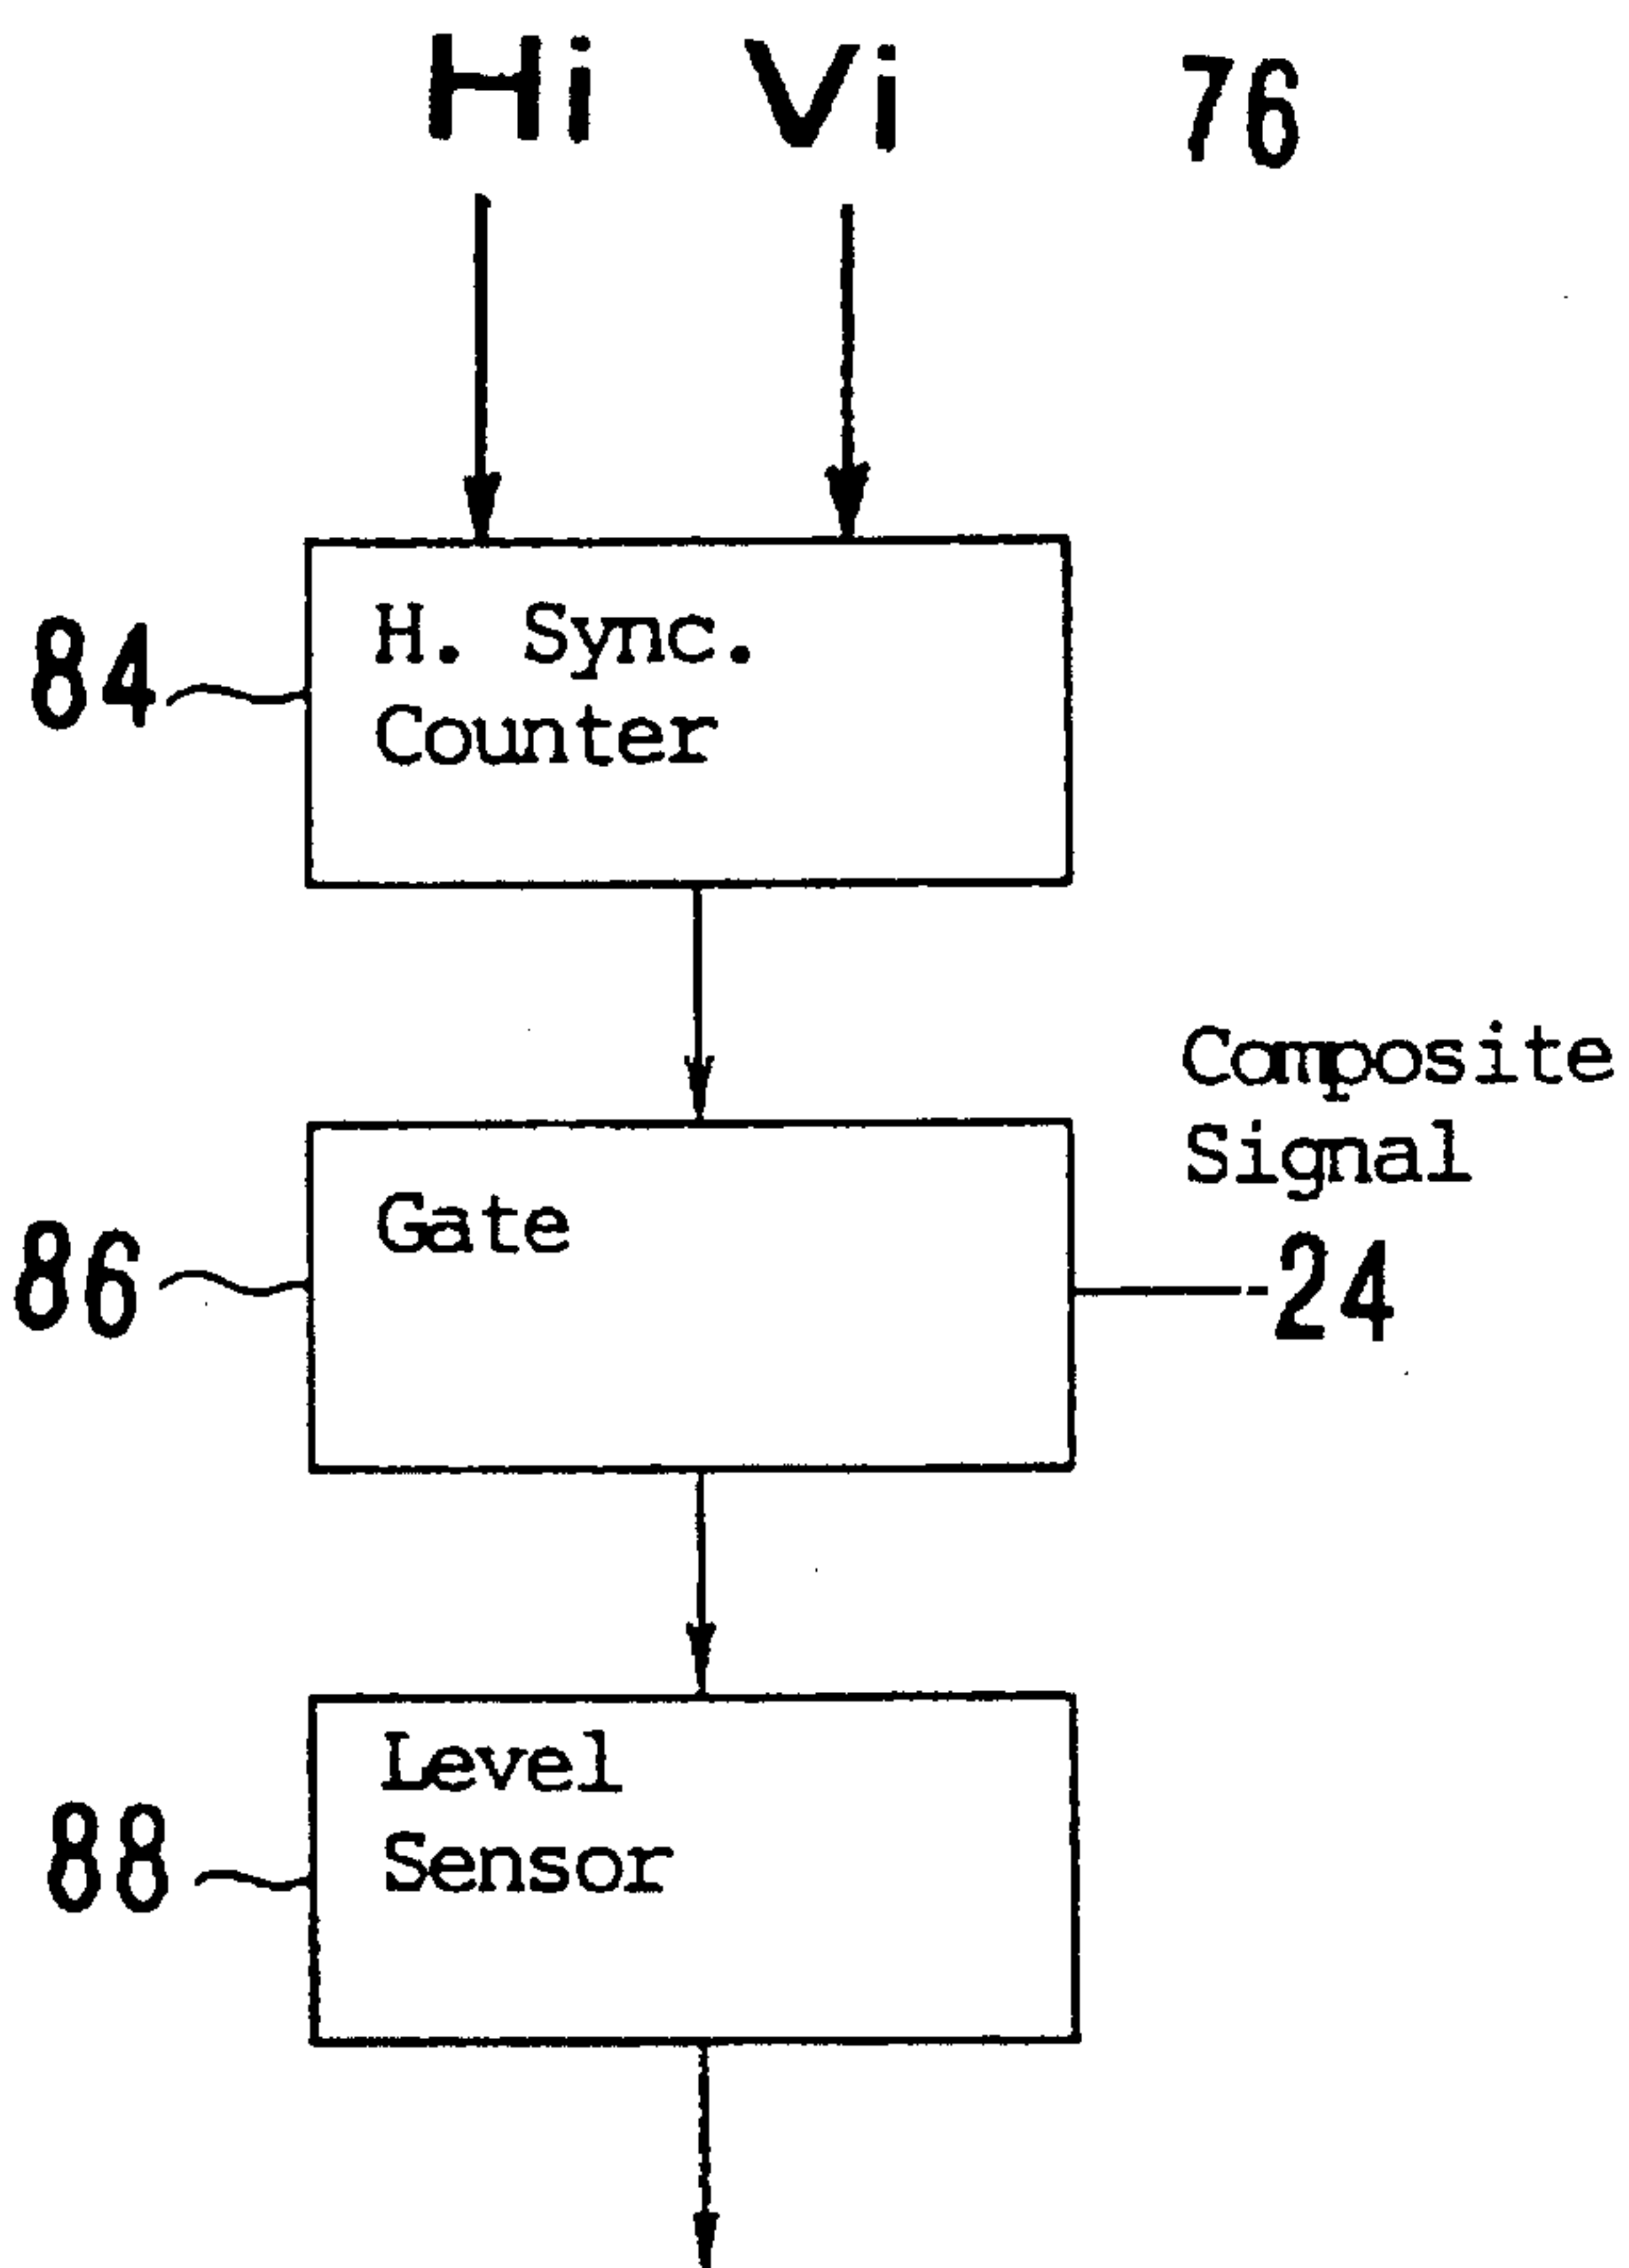 Hi Vi 76
84
H. Sync.
Counter
Composite
Signal
86
Gate
24
88
Level
Sensor